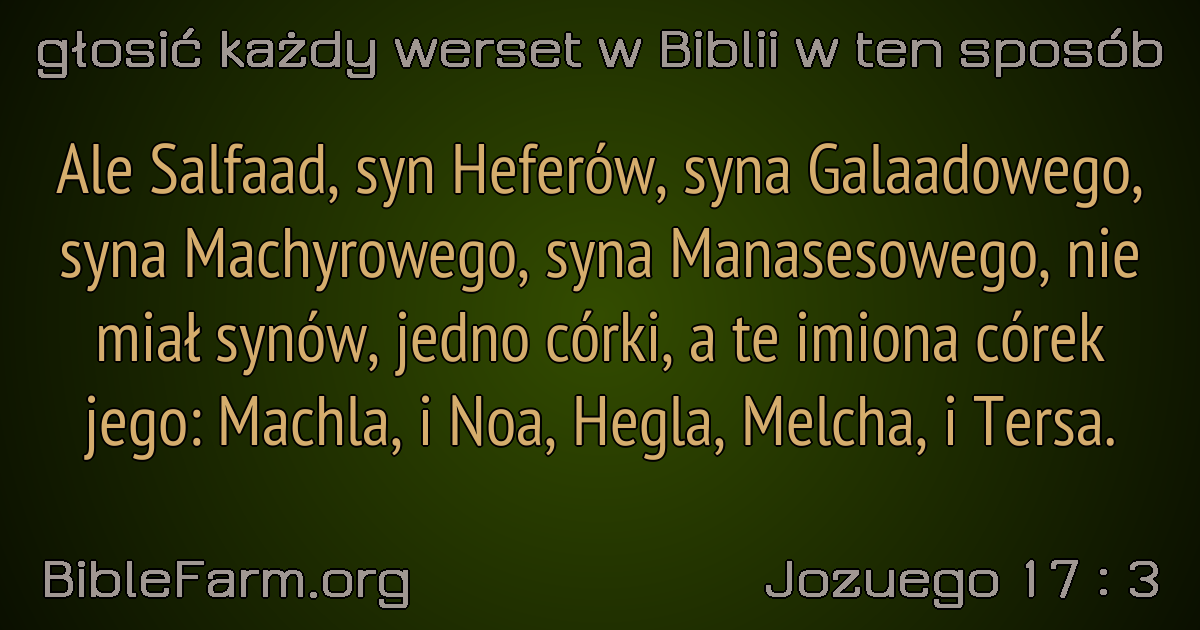 głosić każdy werset w Biblii w ten sposób
Ale Salfaad, syn Heferów, syna Galaadowego,
syna Machyrowego, syna Manasesowego, nie
miał synów, jedno córki, a te imiona córek
jego: Machla, i Noa, Hegla, Melcha, i Tersa.
BibleFarm.org
Jozuego 17 : 3